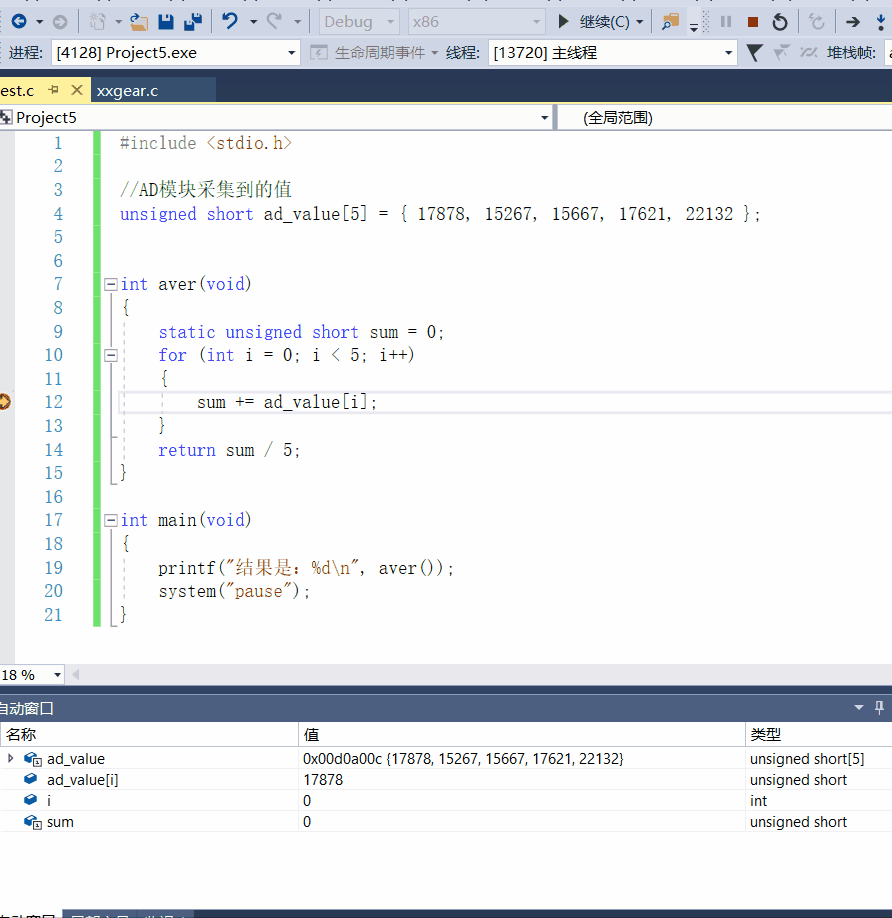 Debug x86 继续(C)
进程: [4128] Project5.exe 生命周期事件 线程: [13720] 主线程 堆栈帧:
est.c xxgear.c
Project5 (全局范围)
1 #include <stdio.h>
2
3 //AD模块采集到的值
4 unsigned short ad_value[5] = { 17878, 15267, 15667, 17621, 22132 };
5
6
7 int aver(void)
8 {
9 static unsigned short sum = 0;
10 for (int i = 0; i < 5; i++)
11 {
12 sum += ad_value[i];
13 }
14 return sum / 5;
15 }
16
17 int main(void)
18 {
19 printf("结果是: %d\n", aver());
20 system("pause");
21 }
18 %
自动窗口
名称 值 类型
ad_value 0x00d0a00c {17878, 15267, 15667, 17621, 22132} unsigned short[5]
ad_value[i] 17878 unsigned short
i 0 int
sum 0 unsigned short